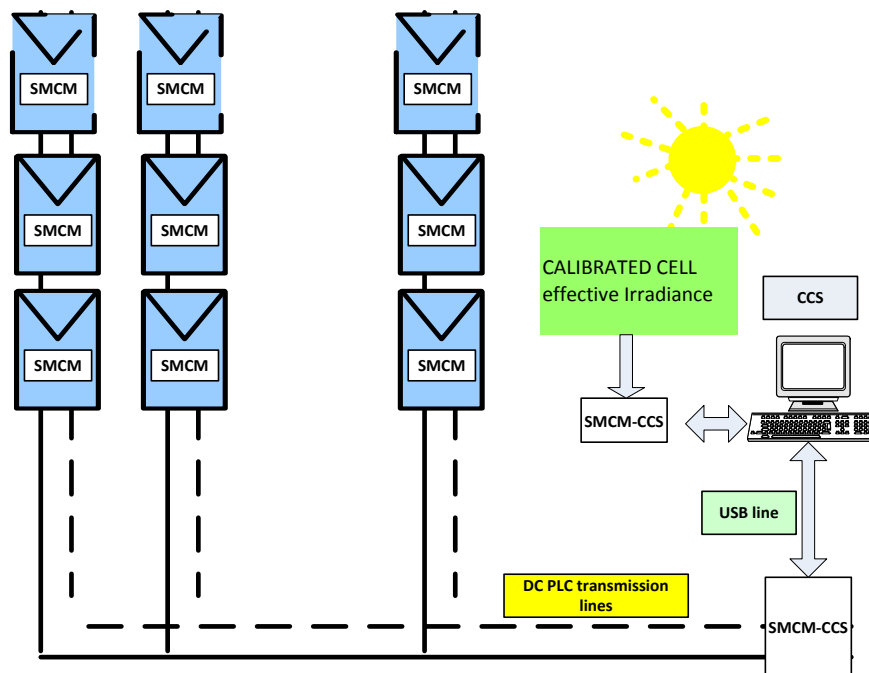 SMCM
SMCM
SMCM
SMCM
SMCM
SMCM
SMCM
SMCM
SMCM
CALIBRATED CELL
effective Irradiance
CCS
SMCM-CCS
USB line
DC PLC transmission
lines
SMCM-CCS